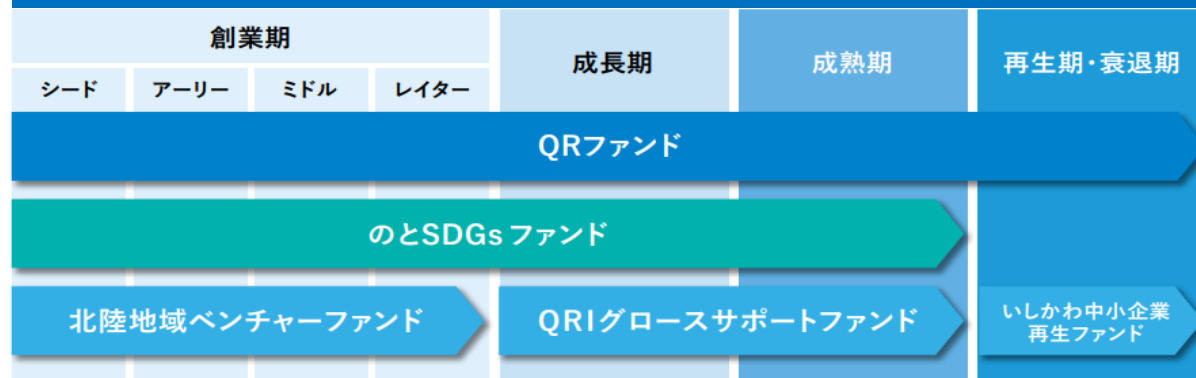 創業期
成長期
成熟期
再生期・衰退期
シード
アーリー
ミドル
レイター
QRファンド
のとSDGsファンド
北陸地域ベンチャーファンド
QRIグロースサポートファンド
いしかわ中小企業
再生ファンド